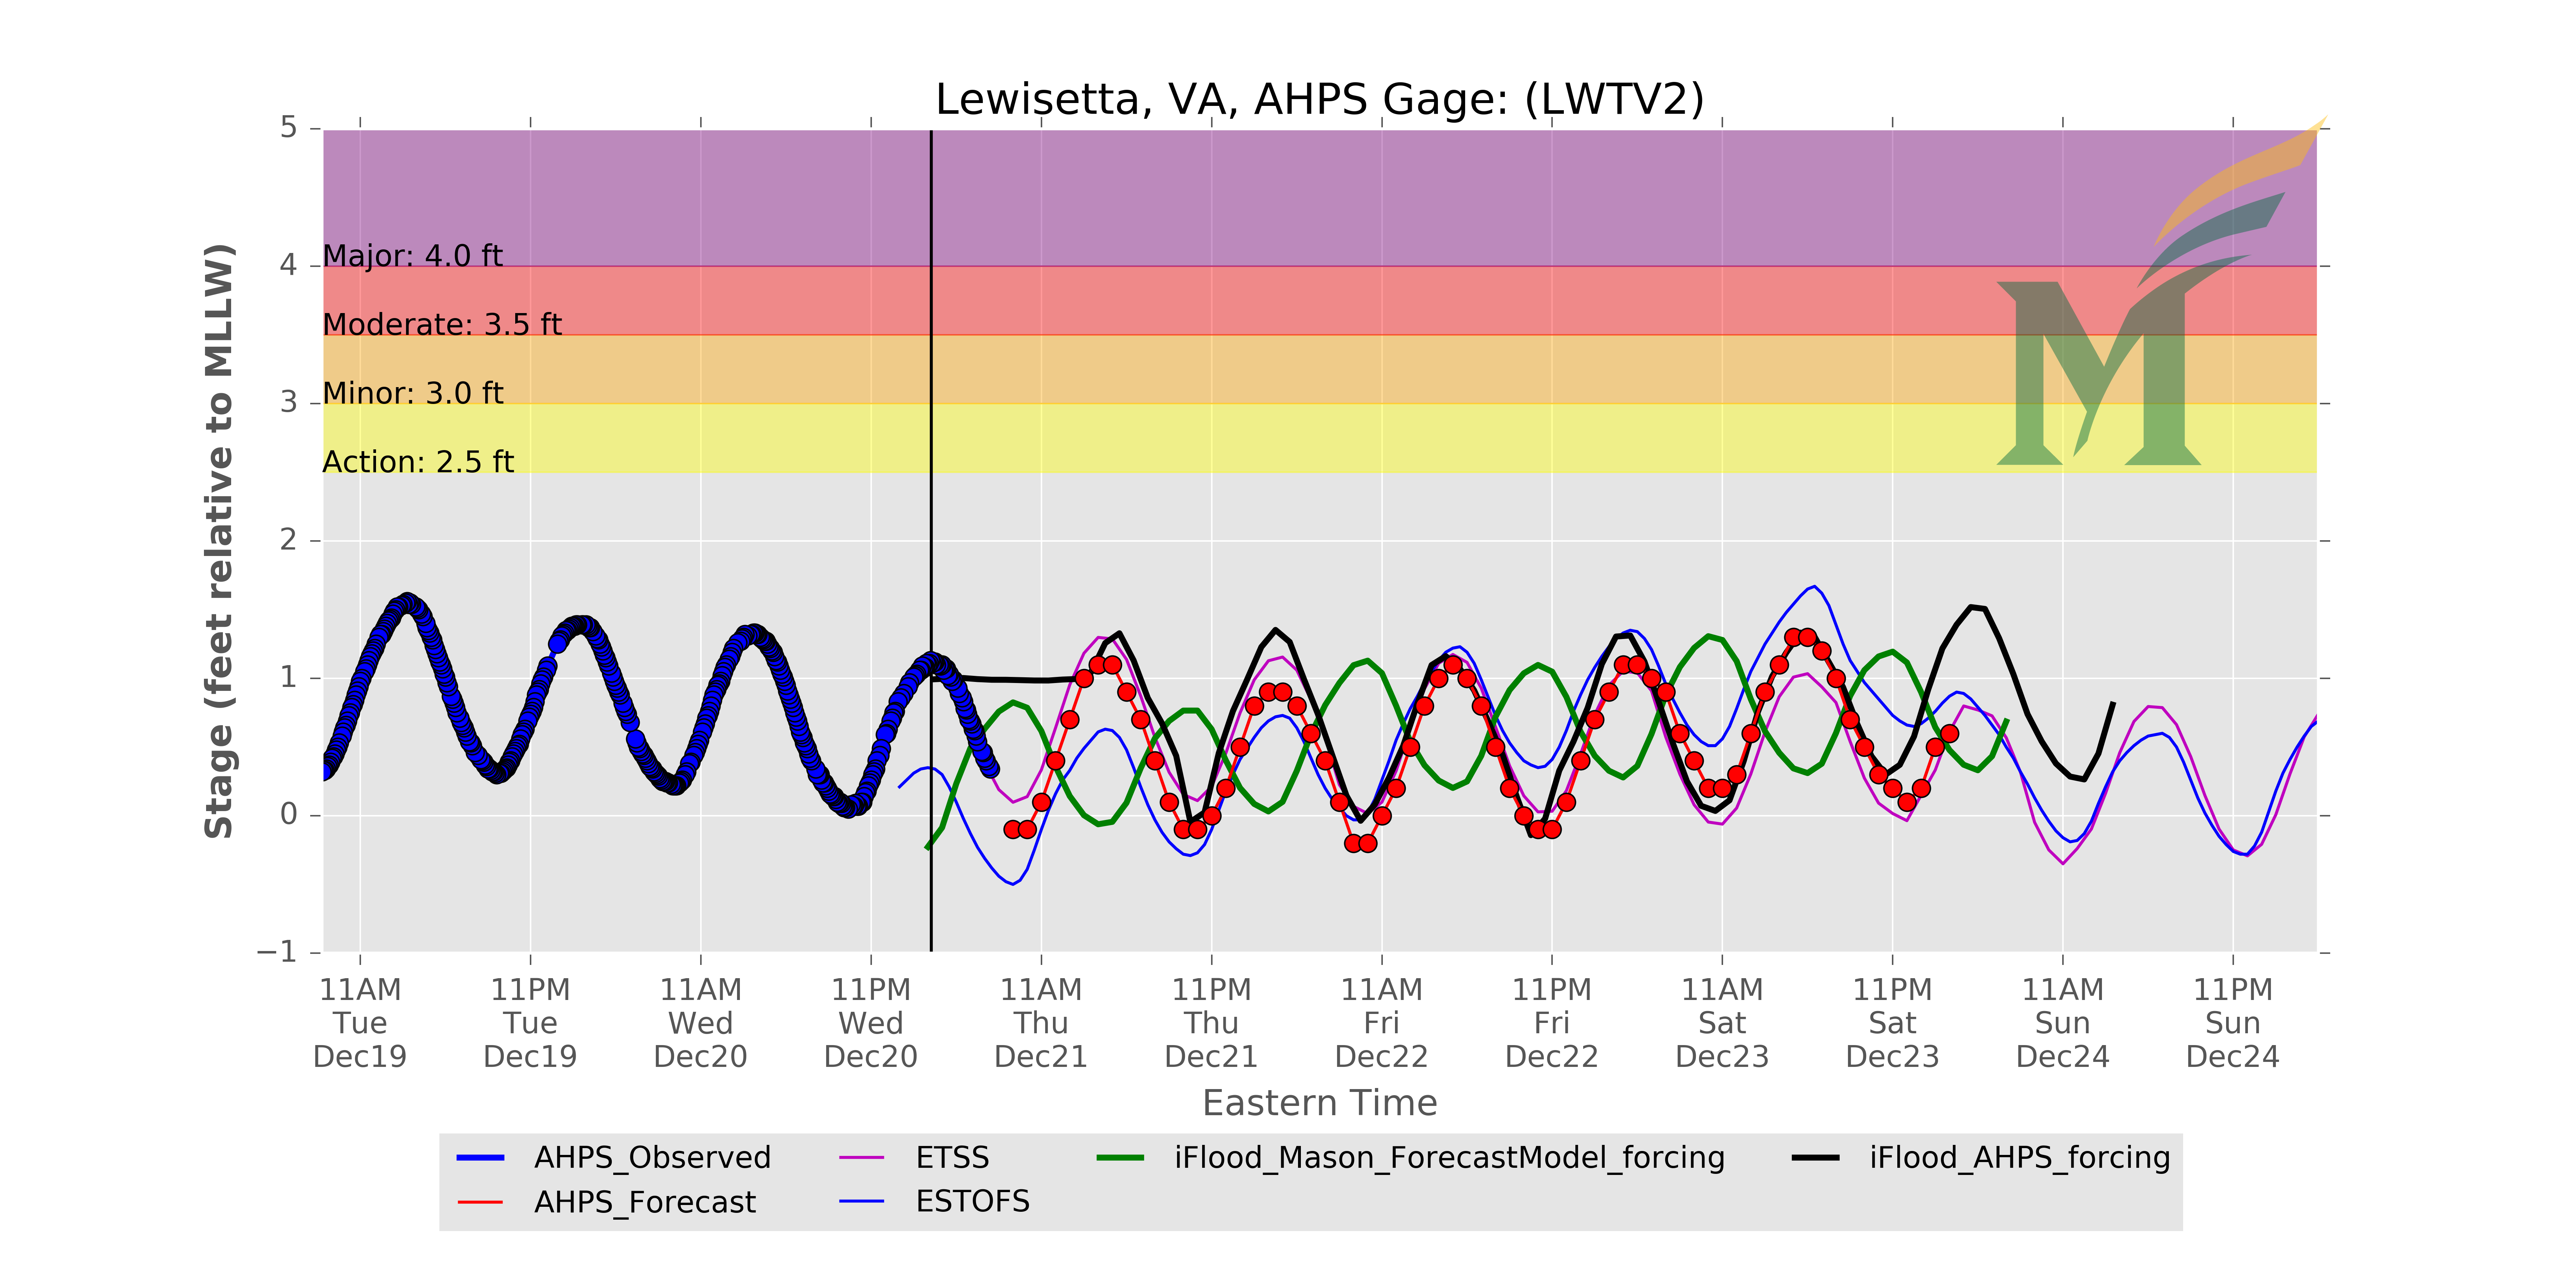 Lewisetta, VA, AHPS Gage: (LWTV2)
Stage (feet relative to MLLW)
5
4
3
2
1
0
−1
Major: 4.0 ft
Moderate: 3.5 ft
Minor: 3.0 ft
Action: 2.5 ft
11AM 11PM 11AM 11PM 11AM 11PM 11AM 11PM 11AM 11PM 11AM 11PM
Tue Tue Wed Wed Thu Thu Fri Fri Sat Sat Sun Sun
Dec19 Dec19 Dec20 Dec20 Dec21 Dec21 Dec22 Dec22 Dec23 Dec23 Dec24 Dec24
Eastern Time
AHPS_Observed ETSS iFlood_Mason_ForecastModel_forcing iFlood_AHPS_forcing
AHPS_Forecast ESTOFS
M